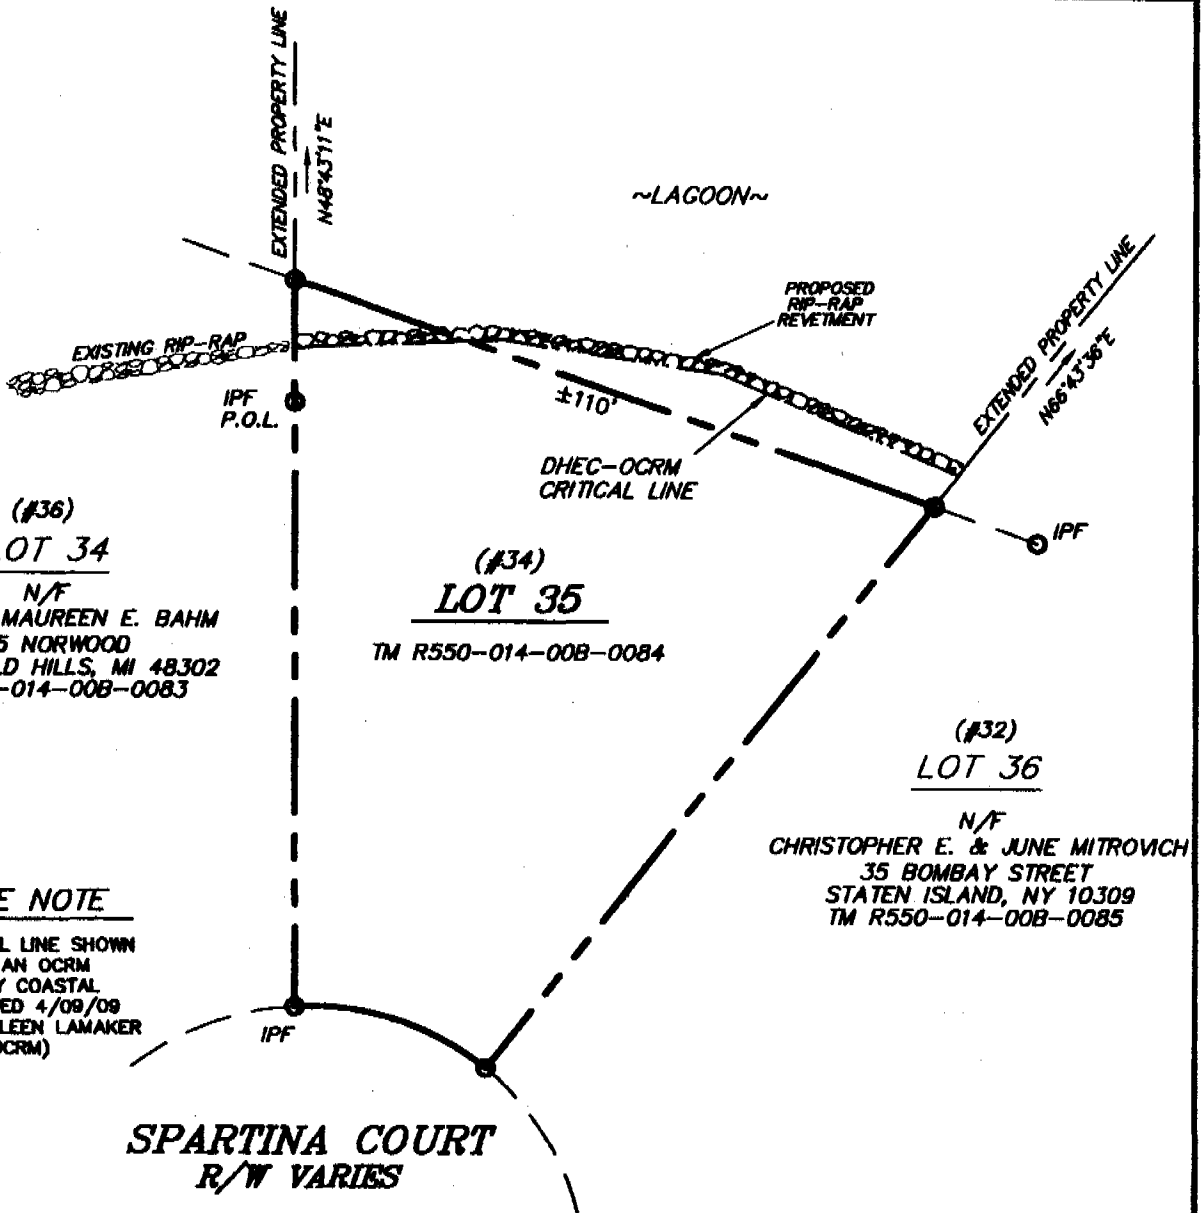 EXTENDED PROPERTY LINE
N48°43'11"E
~LAGOON~
PROPOSED
RIP-RAP
REVETMENT
EXTENDED PROPERTY LINE
N66°43'36"E
EXISTING RIP-RAP
IPF
P.O.L.
±110'
DHEC-OCRM
CRITICAL LINE
IPF
(#36)
OT 34
N/F
MAUREEN E. BAHM
5 NORWOOD
LD HILLS, MI 48302
-014-00B-0083
(#34)
LOT 35
TM R550-014-00B-0084
(#32)
LOT 36
N/F
CHRISTOPHER E. & JUNE MITROVICH
35 BOMBAY STREET
STATEN ISLAND, NY 10309
TM R550-014-00B-0085
E NOTE
L LINE SHOWN
AN OCRM
Y COASTAL
ED 4/09/09
LEEN LAMAKER
OCRM)
IPF
SPARTINA COURT
R/W VARIES